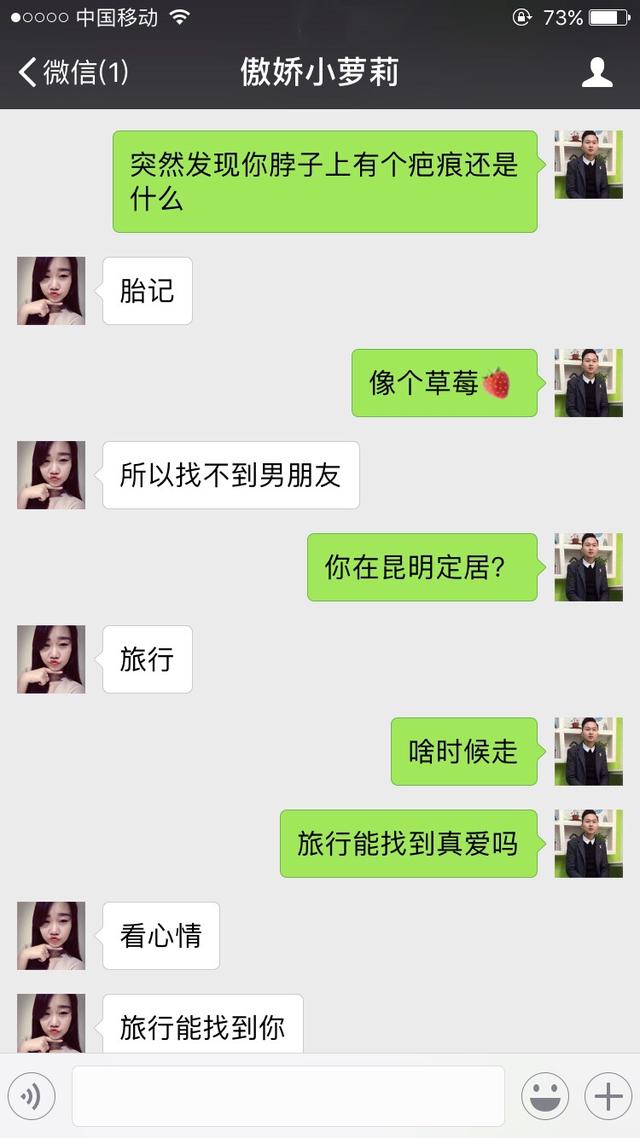 中国移动 73%
微信(1) 傲娇小萝莉
突然发现你脖子上有个疤痕还是
什么
胎记
像个草莓🍓
所以找不到男朋友
你在昆明定居?
旅行
啥时候走
旅行能找到真爱吗
看心情
旅行能找到你